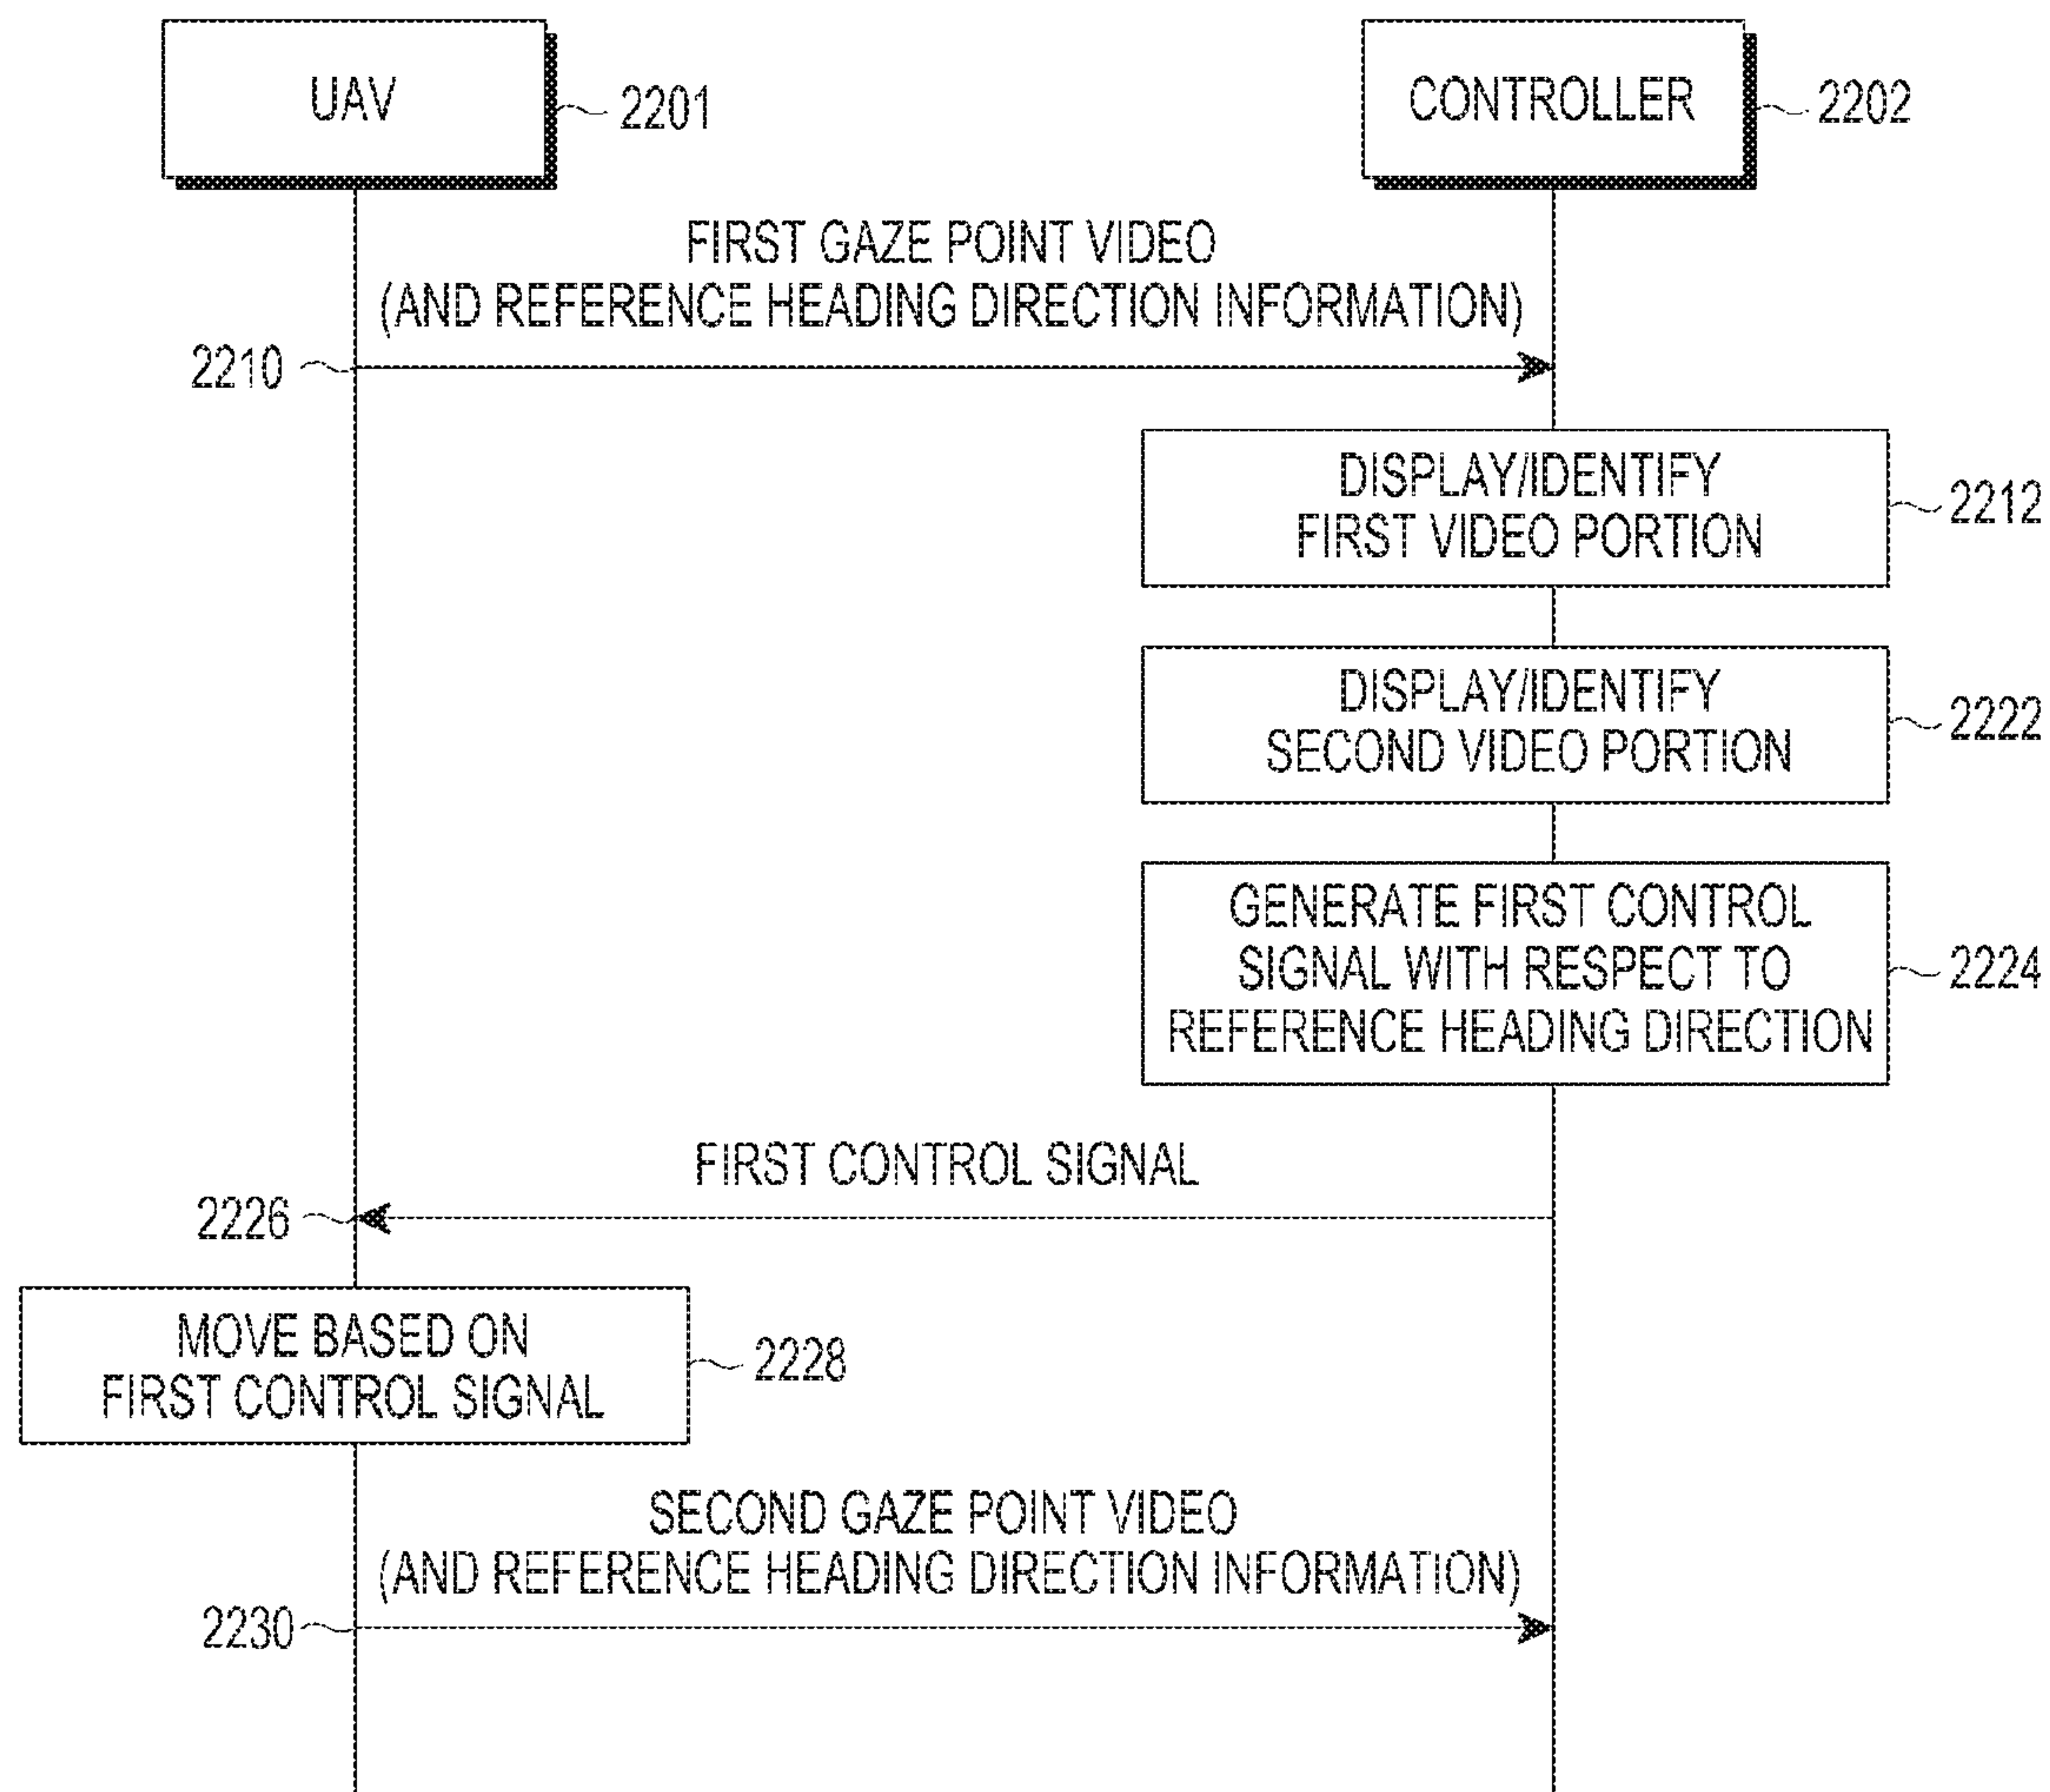 UAV
2201
CONTROLLER
2202
FIRST GAZE POINT VIDEO
(AND REFERENCE HEADING DIRECTION INFORMATION)
2210
DISPLAY/IDENTIFY
FIRST VIDEO PORTION
2212
DISPLAY/IDENTIFY
SECOND VIDEO PORTION
2222
GENERATE FIRST CONTROL
SIGNAL WITH RESPECT TO
REFERENCE HEADING DIRECTION
2224
FIRST CONTROL SIGNAL
2226
MOVE BASED ON
FIRST CONTROL SIGNAL
2228
SECOND GAZE POINT VIDEO
(AND REFERENCE HEADING DIRECTION INFORMATION)
2230